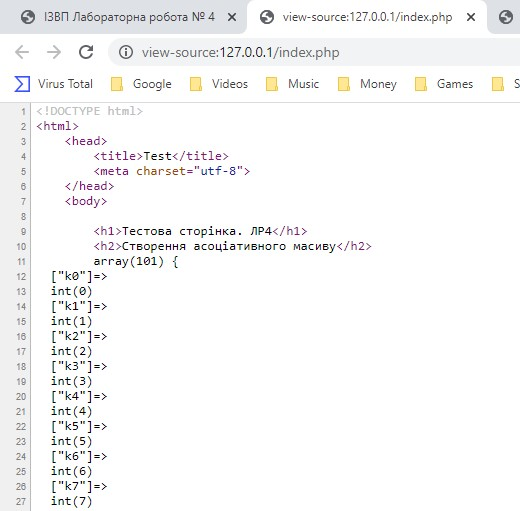 ІЗВП Лабораторна робота № 4
view-source:127.0.0.1/index.php
view-source:127.0.0.1/index.php
Virus Total Google Videos Music Money Games S
1 <!DOCTYPE html>
2 <html>
3 <head>
4 <title>Test</title>
5 <meta charset="utf-8">
6 </head>
7 <body>
8
9 <h1>Тестова сторінка. ЛР4</h1>
10 <h2>Створення асоціативного масиву</h2>
11 array(101) {
12 ["k0"]=>
13 int(0)
14 ["k1"]=>
15 int(1)
16 ["k2"]=>
17 int(2)
18 ["k3"]=>
19 int(3)
20 ["k4"]=>
21 int(4)
22 ["k5"]=>
23 int(5)
24 ["k6"]=>
25 int(6)
26 ["k7"]=>
27 int(7)